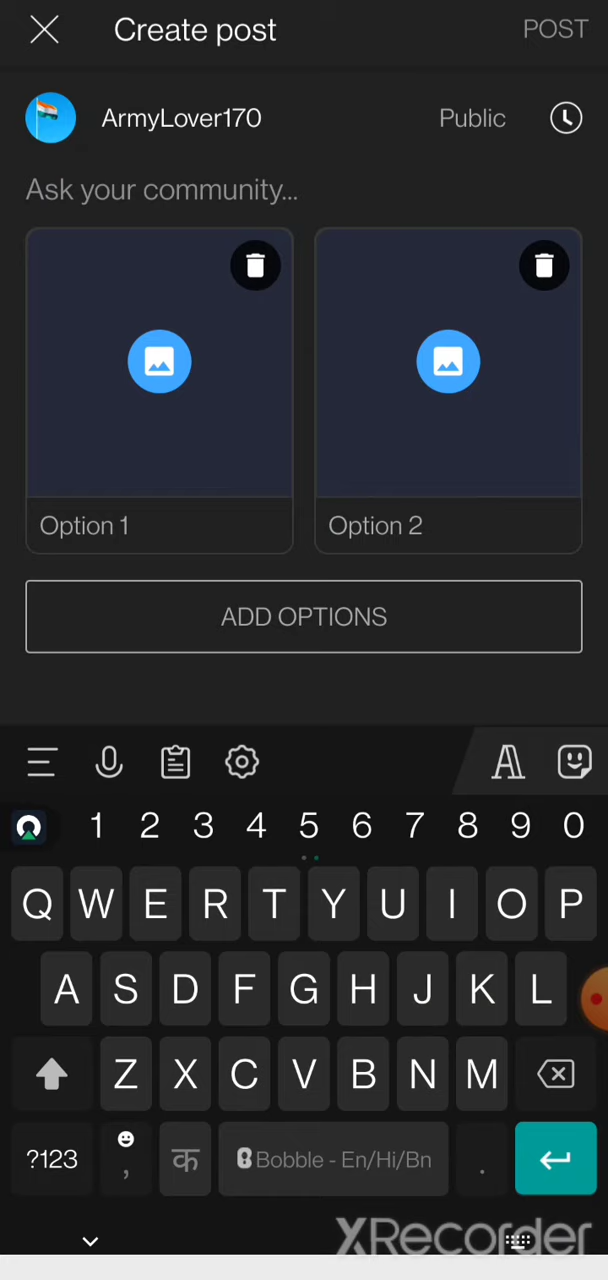 Create post
POST
ArmyLover170
Public
Ask your community...
Option 1
Option 2
ADD OPTIONS
1 2 3 4 5 6 7 8 9 0
Q W E R T Y U I O P
A S D F G H J K L
Z X C V B N M
?123 , क Bobble - En/Hi/Bn .
XRecorder